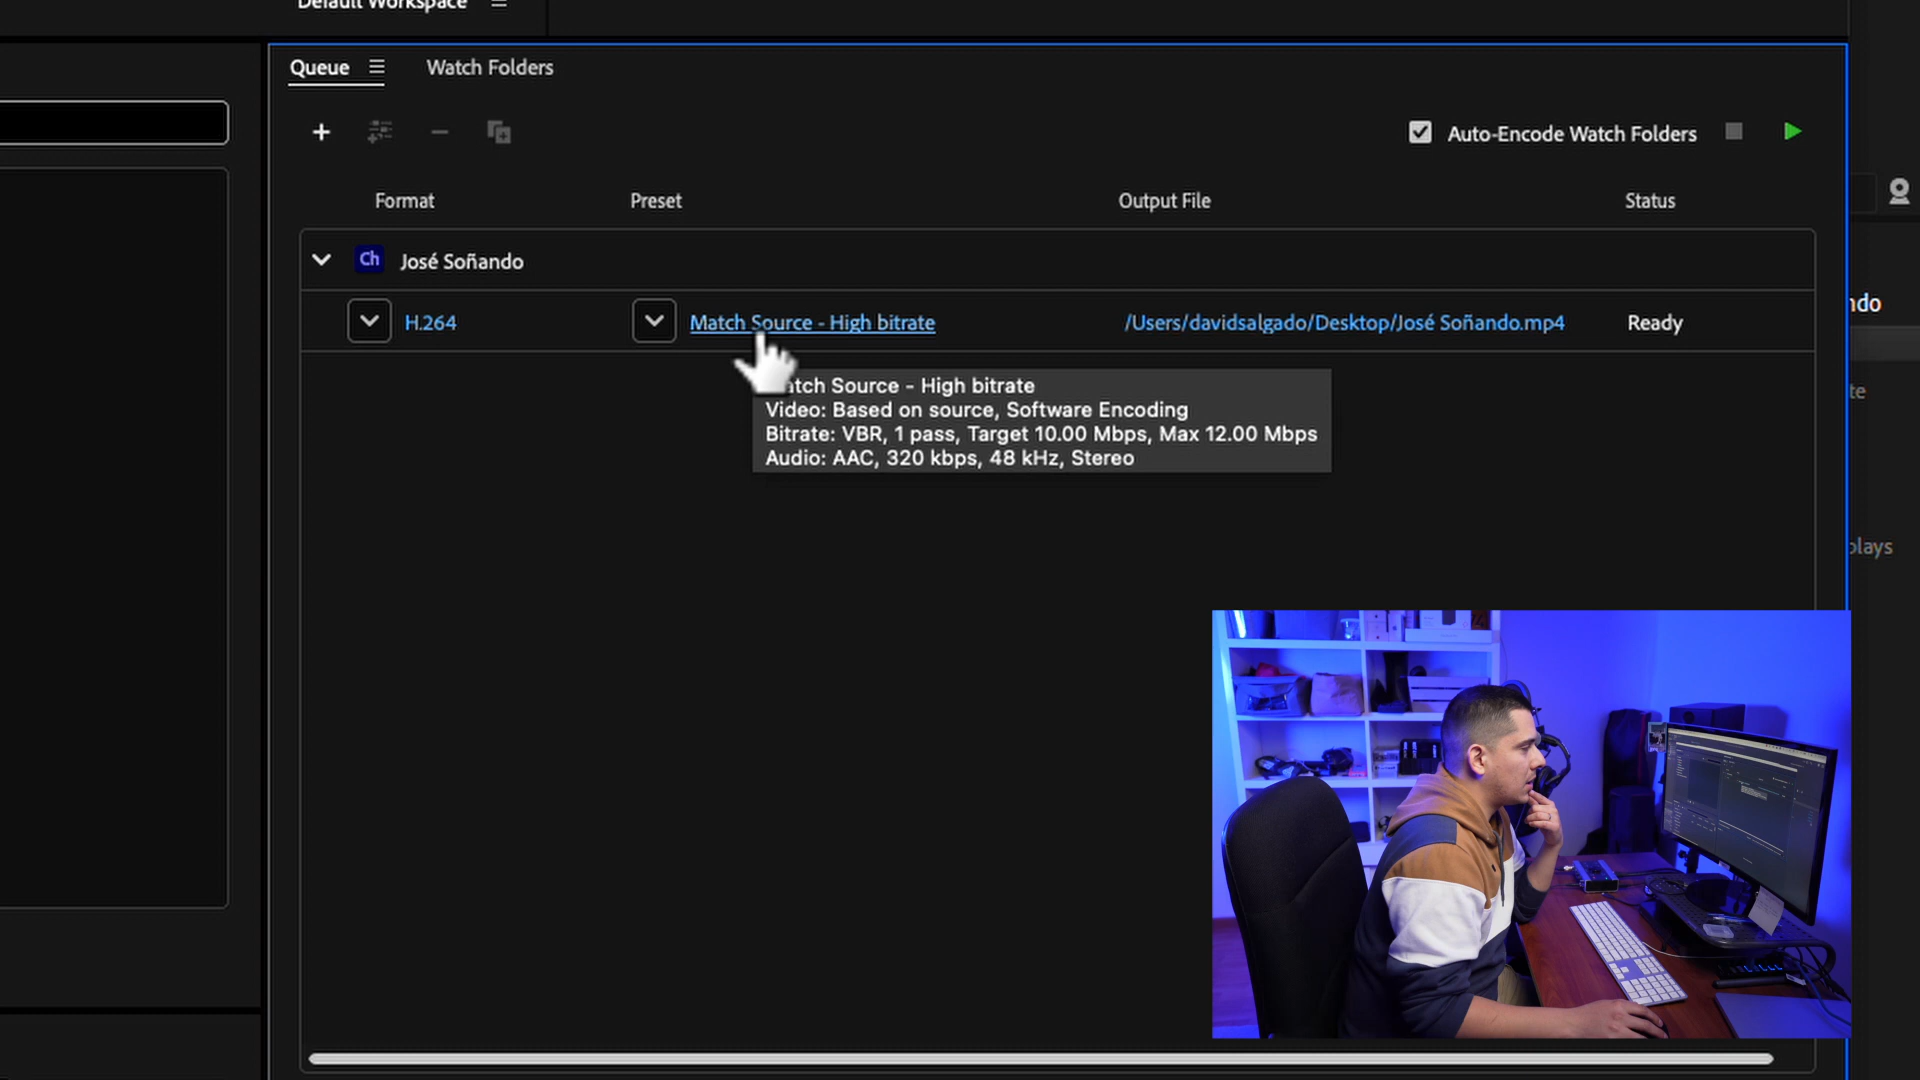 Default Workspace
Queue
Watch Folders
Auto-Encode Watch Folders
Format
Preset
Output File
Status
Ch
José Soñando
H.264
Match Source - High bitrate
/Users/davidsalgado/Desktop/José Soñando.mp4
Ready
ndo
te
plays
atch Source - High bitrate
Video: Based on source, Software Encoding
Bitrate: VBR, 1 pass, Target 10.00 Mbps, Max 12.00 Mbps
Audio: AAC, 320 kbps, 48 kHz, Stereo